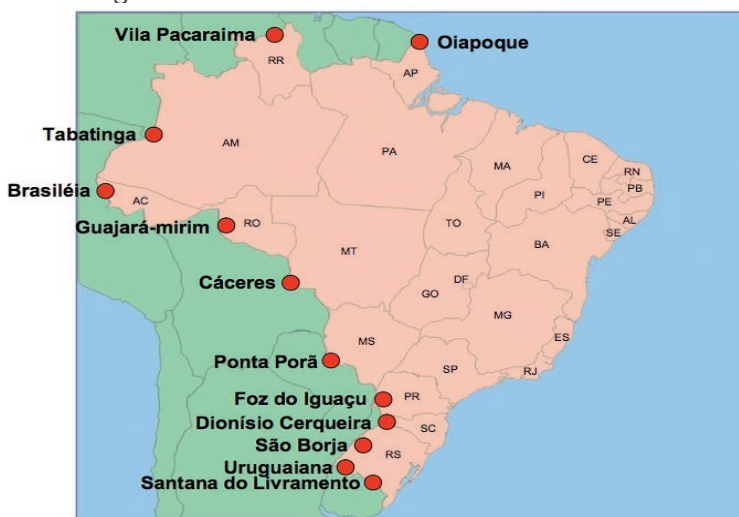 Vila Pacaraima
Oiapoque
RR
AP
Tabatinga
AM
PA
MA
CE
RN
PB
PI
PE
AL
SE
Brasiléia
AC
Guajará-mirim
RO
TO
BA
MT
Cáceres
DF
GO
MG
ES
MS
Ponta Porã
SP
RJ
Foz do Iguaçu
PR
Dionísio Cerqueira
SC
São Borja
RS
Uruguaiana
Santana do Livramento